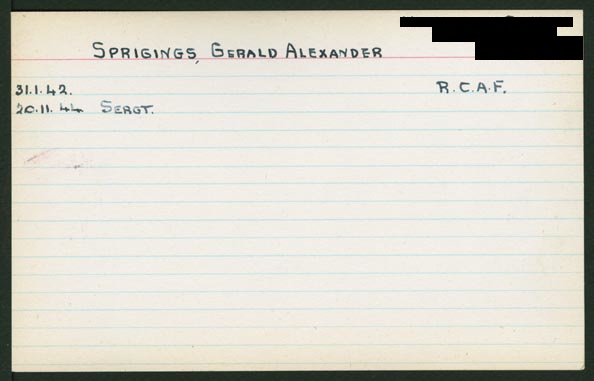 SPRIGINGS, GERALD ALEXANDER
31.1.42. R.C.A.F.
20.11.44 SERGT.